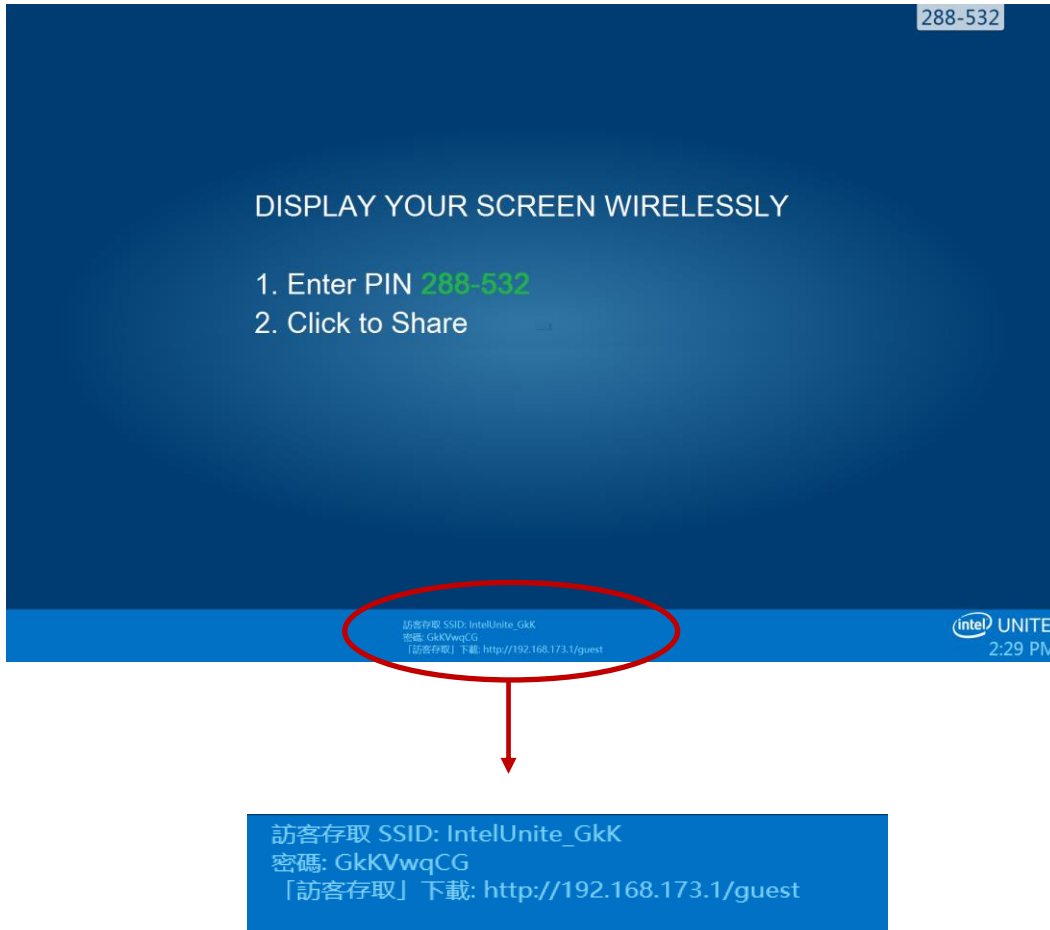 288-532
DISPLAY YOUR SCREEN WIRELESSLY
1. Enter PIN 288-532
2. Click to Share
訪客存取 SSID: IntelUnite_GkK
密碼: GkKVwqCG
「訪客存取」下載: http://192.168.173.1/guest
intel UNITE
2:29 PM
訪客存取 SSID: IntelUnite_GkK
密碼: GkKVwqCG
「訪客存取」下載: http://192.168.173.1/guest